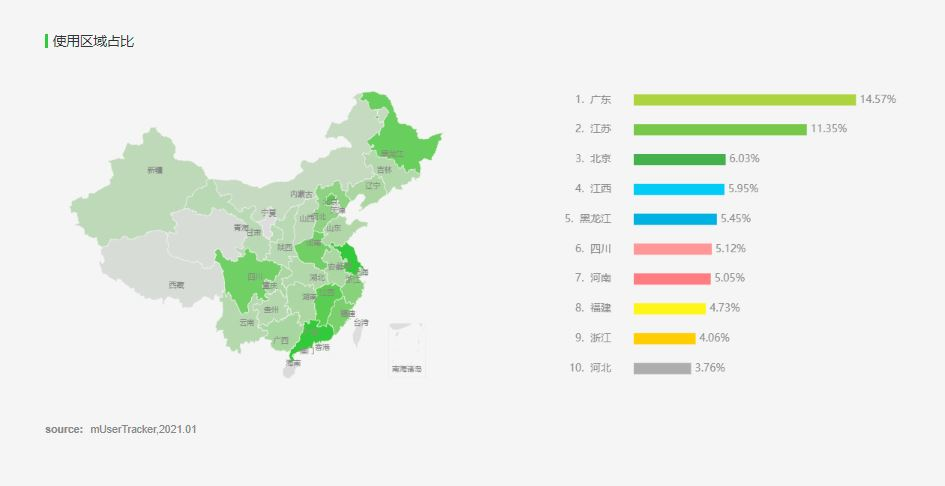 使用区域占比
黑龙江
吉林
新疆
辽宁
内蒙古
北京
天津
宁夏
山西
河北
青海
甘肃
山东
陕西
河南
四川
湖北
安徽
上海
西藏
重庆
浙江
湖南
江西
贵州
云南
福建
台湾
广西
香港
澳门
海南
南海诸岛
1. 广东 14.57%
2. 江苏 11.35%
3. 北京 6.03%
4. 江西 5.95%
5. 黑龙江 5.45%
6. 四川 5.12%
7. 河南 5.05%
8. 福建 4.73%
9. 浙江 4.06%
10. 河北 3.76%
source: mUserTracker,2021.01